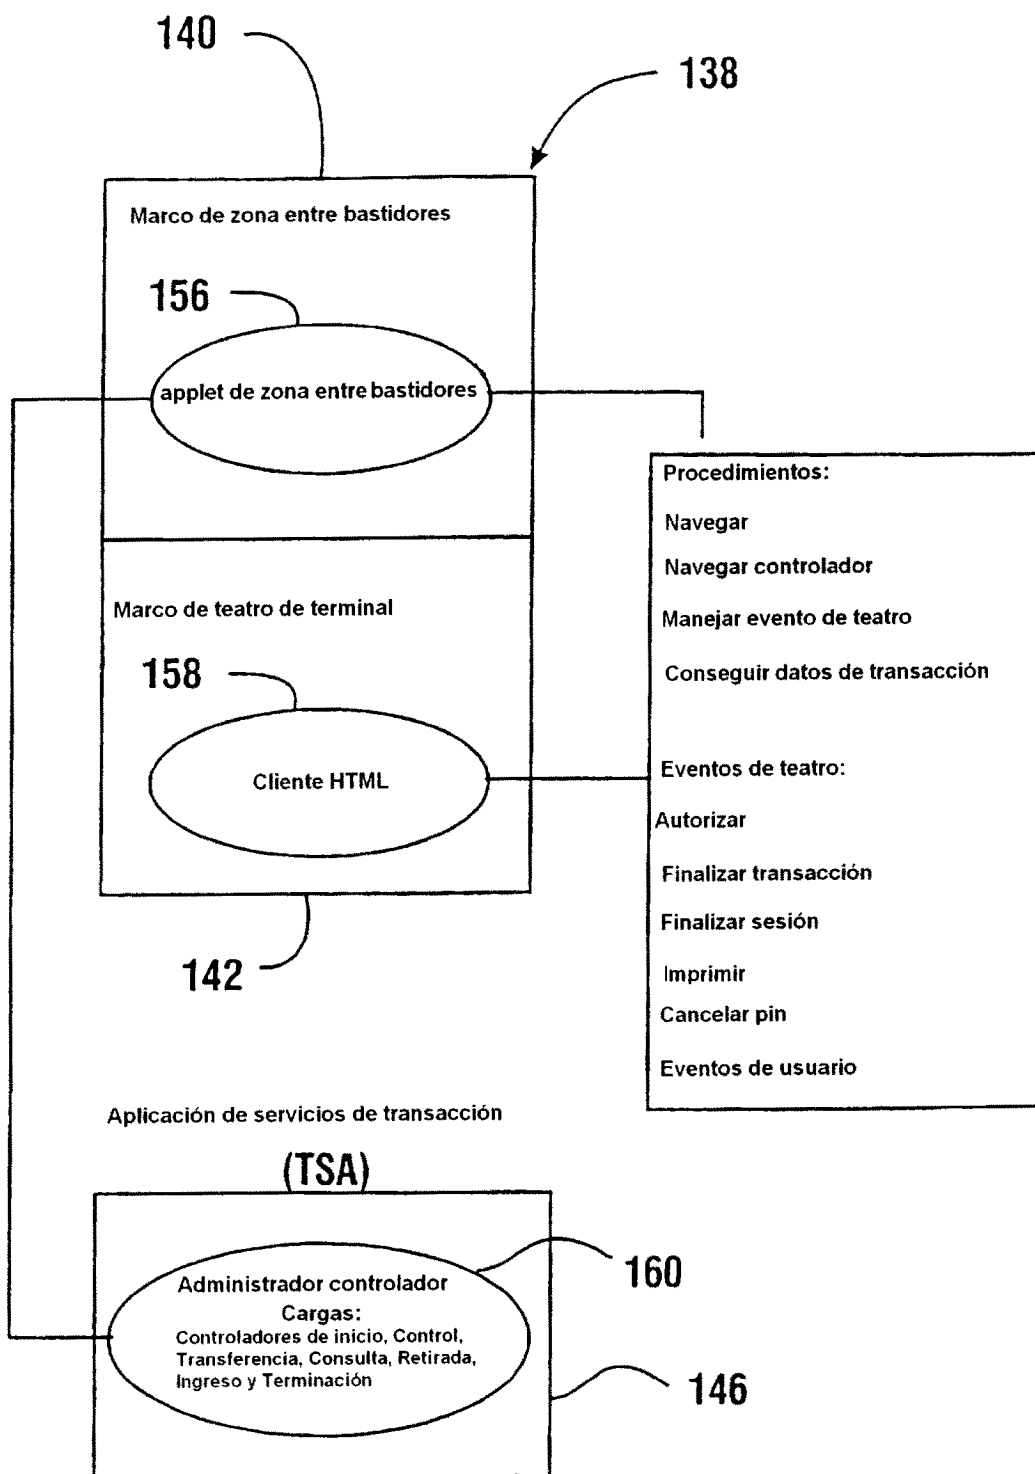 140
138
Marco de zona entre bastidores
156
applet de zona entre bastidores
Procedimientos:
Navegar
Navegar controlador
Manejar evento de teatro
Conseguir datos de transacción
Marco de teatro de terminal
158
Cliente HTML
Eventos de teatro:
Autorizar
Finalizar transacción
Finalizar sesión
Imprimir
Cancelar pin
Eventos de usuario
142
Aplicación de servicios de transacción
(TSA)
Administrador controlador
Cargas:
Controladores de inicio, Control,
Transferencia, Consulta, Retirada,
Ingreso y Terminación
160
146